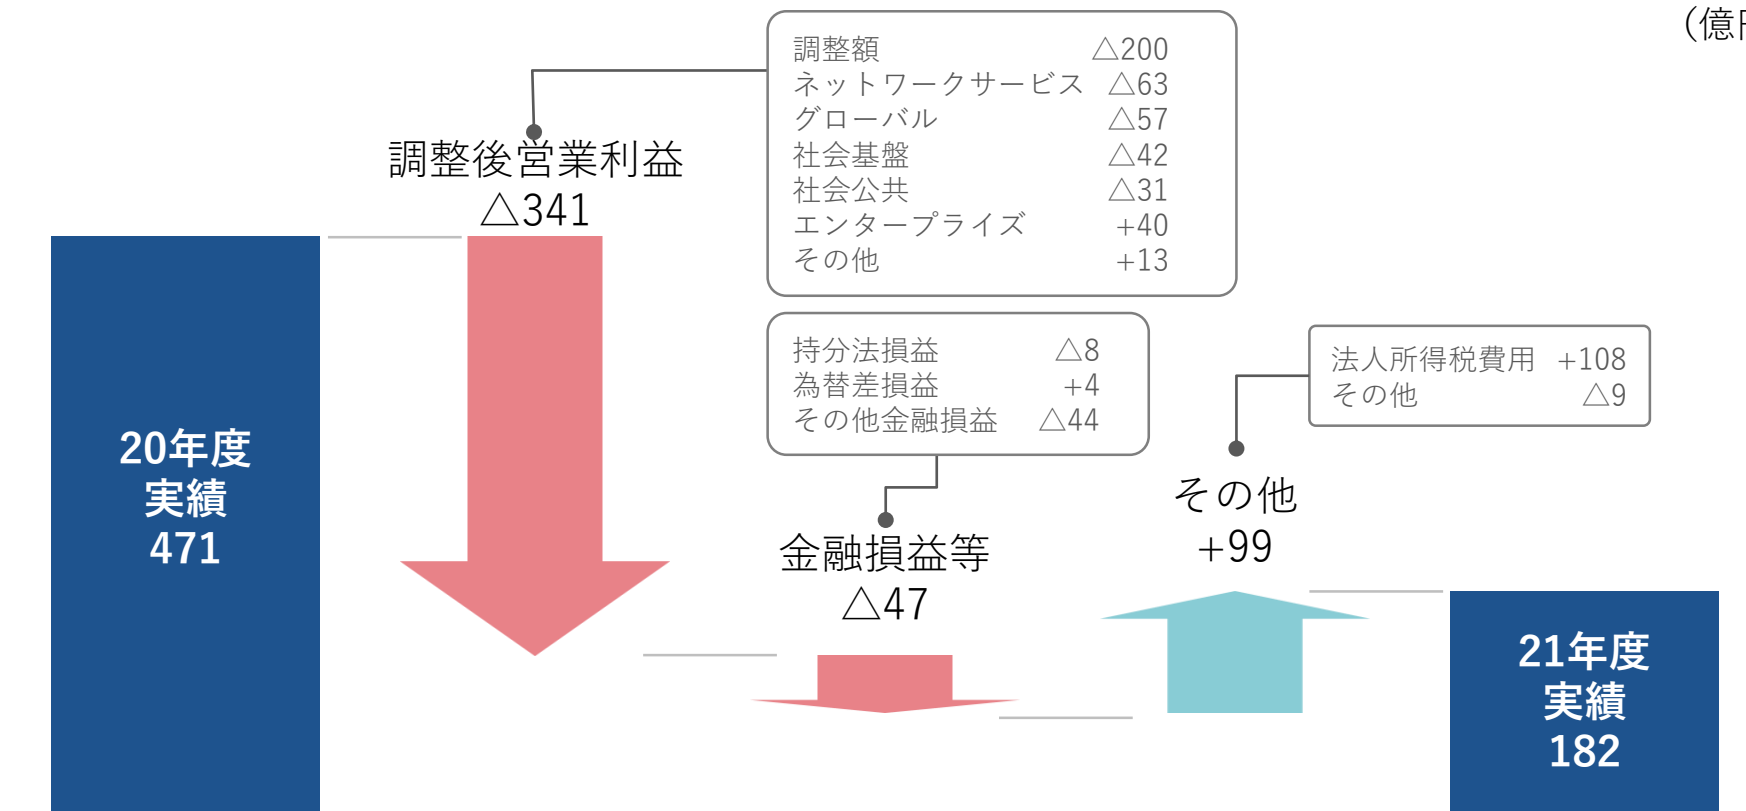 (億円
調整額 △200
ネットワークサービス △63
グローバル △57
社会基盤 △42
社会公共 △31
エンタープライズ +40
その他 +13
調整後営業利益
△341
持分法損益 △8
為替差損益 +4
その他金融損益 △44
法人所得税費用 +108
その他 △9
20年度
実績
471
金融損益等
△47
その他
+99
21年度
実績
182